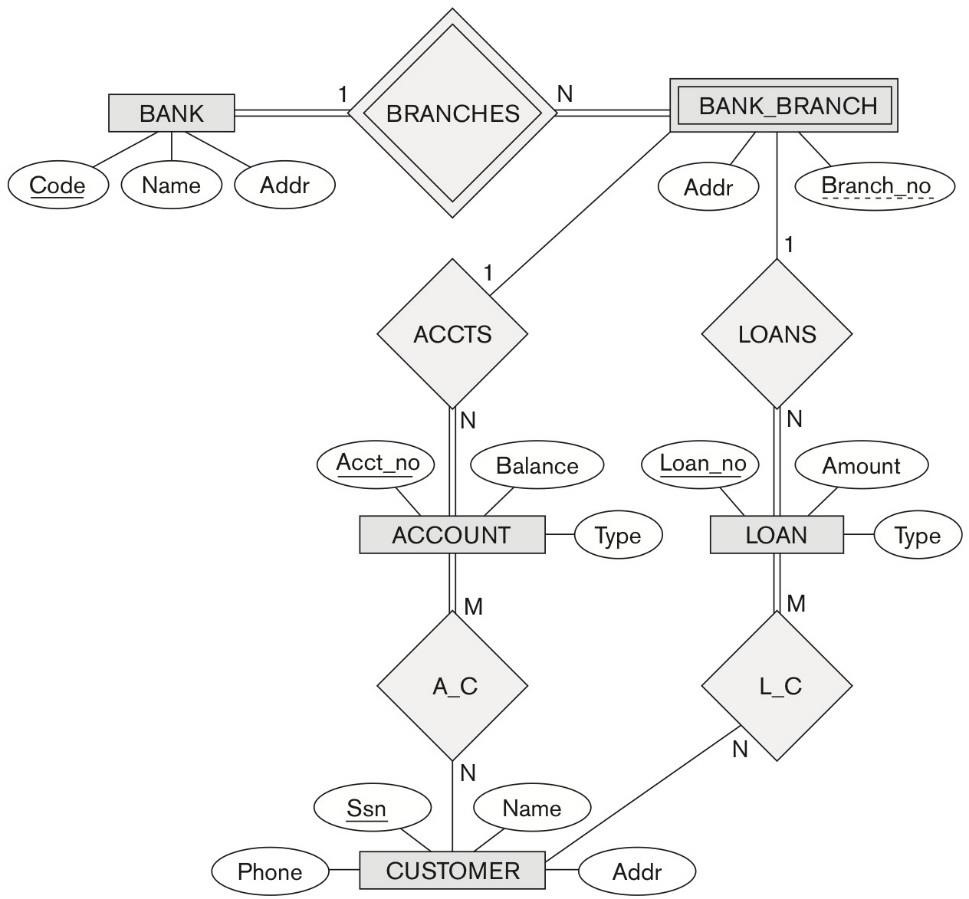 1
BRANCHES
N
BANK
BANK_BRANCH
Code
Name
Addr
Addr
Branch_no
1
1
ACCTS
LOANS
N
N
Acct_no
Balance
Loan_no
Amount
ACCOUNT
Type
LOAN
Type
M
M
A_C
L_C
N
N
Ssn
Name
Phone
CUSTOMER
Addr